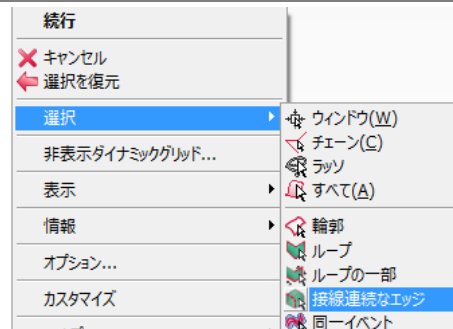 続行
キャンセル
選択を復元
選択
非表示ダイナミックグリッド...
表示
情報
オプション...
カスタマイズ
ウィンドウ(W)
チェーン(C)
ラッソ
すべて(A)
輪郭
ループ
ループの一部
接線連続なエッジ
同一イベント